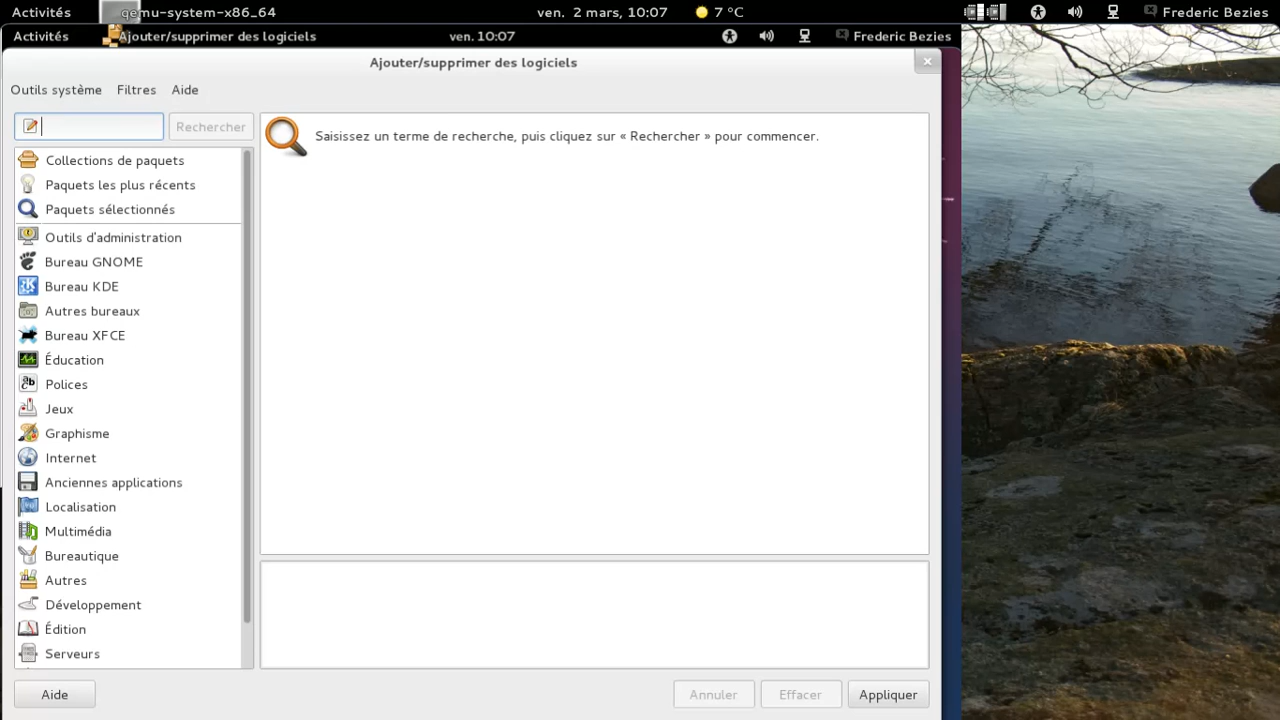 Activités qemu-system-x86_64 ven. 2 mars, 10:07 7 °C Frederic Bezies
Activités Ajouter/supprimer des logiciels ven. 10:07 Frederic Bezies
Ajouter/supprimer des logiciels
Outils système Filtres Aide
Rechercher
Saisissez un terme de recherche, puis cliquez sur « Rechercher » pour commencer.
Collections de paquets
Paquets les plus récents
Paquets sélectionnés
Outils d'administration
Bureau GNOME
Bureau KDE
Autres bureaux
Bureau XFCE
Éducation
Polices
Jeux
Graphisme
Internet
Anciennes applications
Localisation
Multimédia
Bureautique
Autres
Développement
Édition
Serveurs
Aide Annuler Effacer Appliquer